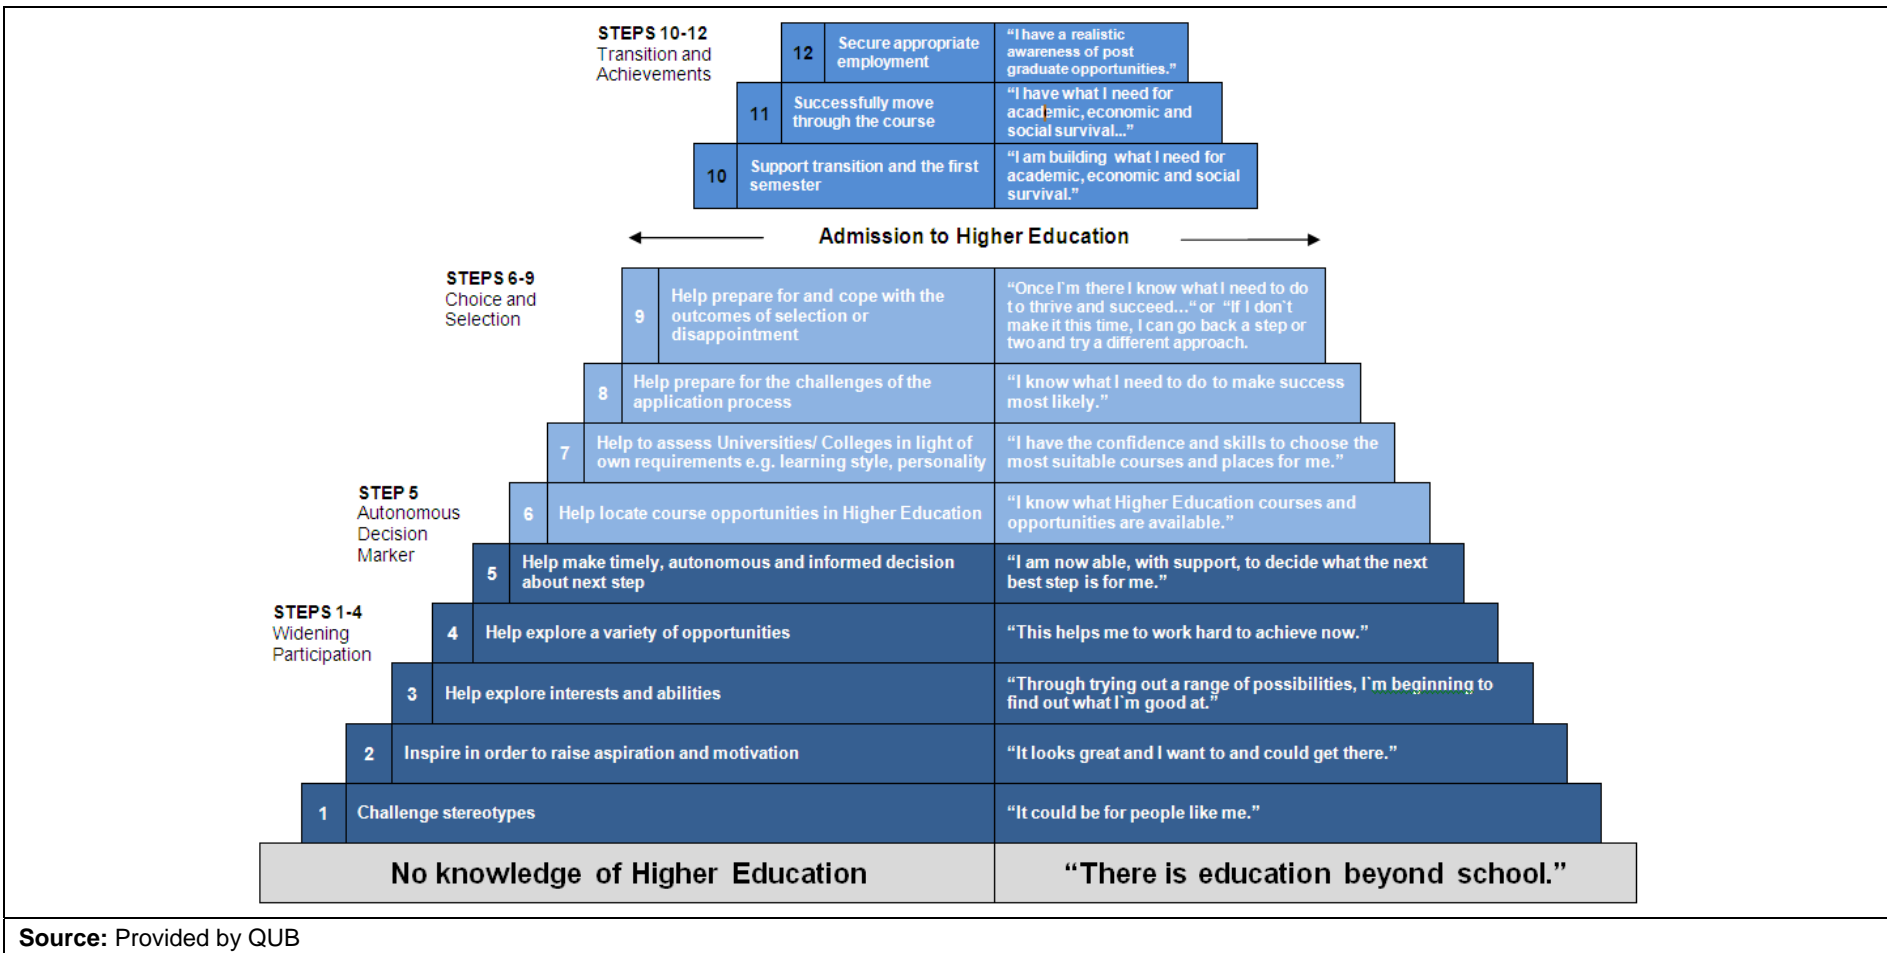 STEPS 10-12
Transition and
Achievements
12
Secure appropriate
employment
“I have a realistic
awareness of post
graduate opportunities.”
11
Successfully move
through the course
“I have what I need for
academic, economic and
social survival...”
10
Support transition and the first
semester
“I am building what I need for
academic, economic and social
survival.”
Admission to Higher Education
STEPS 6-9
Choice and
Selection
9
Help prepare for and cope with the
outcomes of selection or
disappointment
“Once I`m there I know what I need to do
to thrive and succeed...“ or “If I don`t
make it this time, I can go back a step or
two and try a different approach.
8
Help prepare for the challenges of the
application process
“I know what I need to do to make success
most likely.”
7
Help to assess Universities/ Colleges in light of
own requirements e.g. learning style, personality
“I have the confidence and skills to choose the
most suitable courses and places for me.”
STEP 5
Autonomous
Decision
Marker
6
Help locate course opportunities in Higher Education
“I know what Higher Education courses and
opportunities are available.”
5
Help make timely, autonomous and informed decision
about next step
“I am now able, with support, to decide what the next
best step is for me.”
STEPS 1-4
Widening
Participation
4
Help explore a variety of opportunities
“This helps me to work hard to achieve now.”
3
Help explore interests and abilities
“Through trying out a range of possibilities, I`m beginning to
find out what I`m good at.”
2
Inspire in order to raise aspiration and motivation
“It looks great and I want to and could get there.”
1
Challenge stereotypes
“It could be for people like me.”
No knowledge of Higher Education
“There is education beyond school.”
Source: Provided by QUB